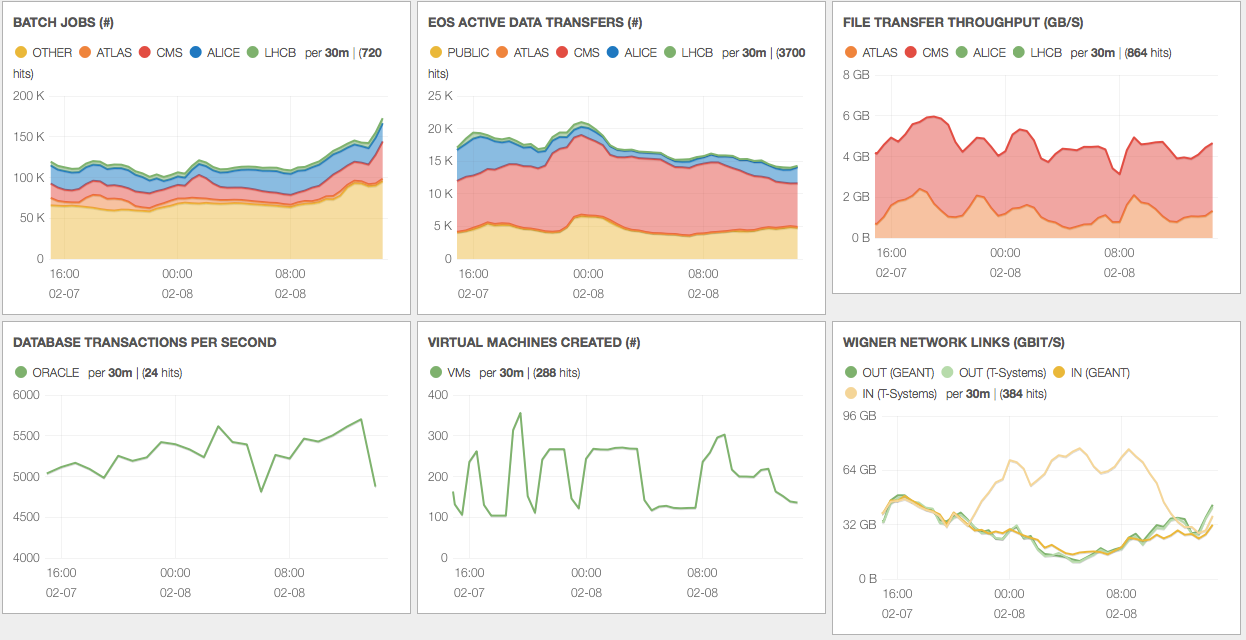 BATCH JOBS (#)
OTHER ATLAS CMS ALICE LHCB per 30m | (720
hits)
200 K
150 K
100 K
50 K
0
16:00 00:00 08:00
02-07 02-08 02-08
EOS ACTIVE DATA TRANSFERS (#)
PUBLIC ATLAS CMS ALICE LHCB per 30m | (3700
hits)
25 K
20 K
15 K
10 K
5 K
0
16:00 00:00 08:00
02-07 02-08 02-08
FILE TRANSFER THROUGHPUT (GB/S)
ATLAS CMS ALICE LHCB per 30m | (864 hits)
8 GB
6 GB
4 GB
2 GB
0 B
16:00 00:00 08:00
02-07 02-08 02-08
DATABASE TRANSACTIONS PER SECOND
ORACLE per 30m | (24 hits)
6000
5500
5000
4500
4000
16:00 00:00 08:00
02-07 02-08 02-08
VIRTUAL MACHINES CREATED (#)
VMs per 30m | (288 hits)
400
300
200
100
0
16:00 00:00 08:00
02-07 02-08 02-08
WIGNER NETWORK LINKS (GBIT/S)
OUT (GEANT) OUT (T-Systems) IN (GEANT)
IN (T-Systems) per 30m | (384 hits)
96 GB
64 GB
32 GB
0 B
16:00 00:00 08:00
02-07 02-08 02-08